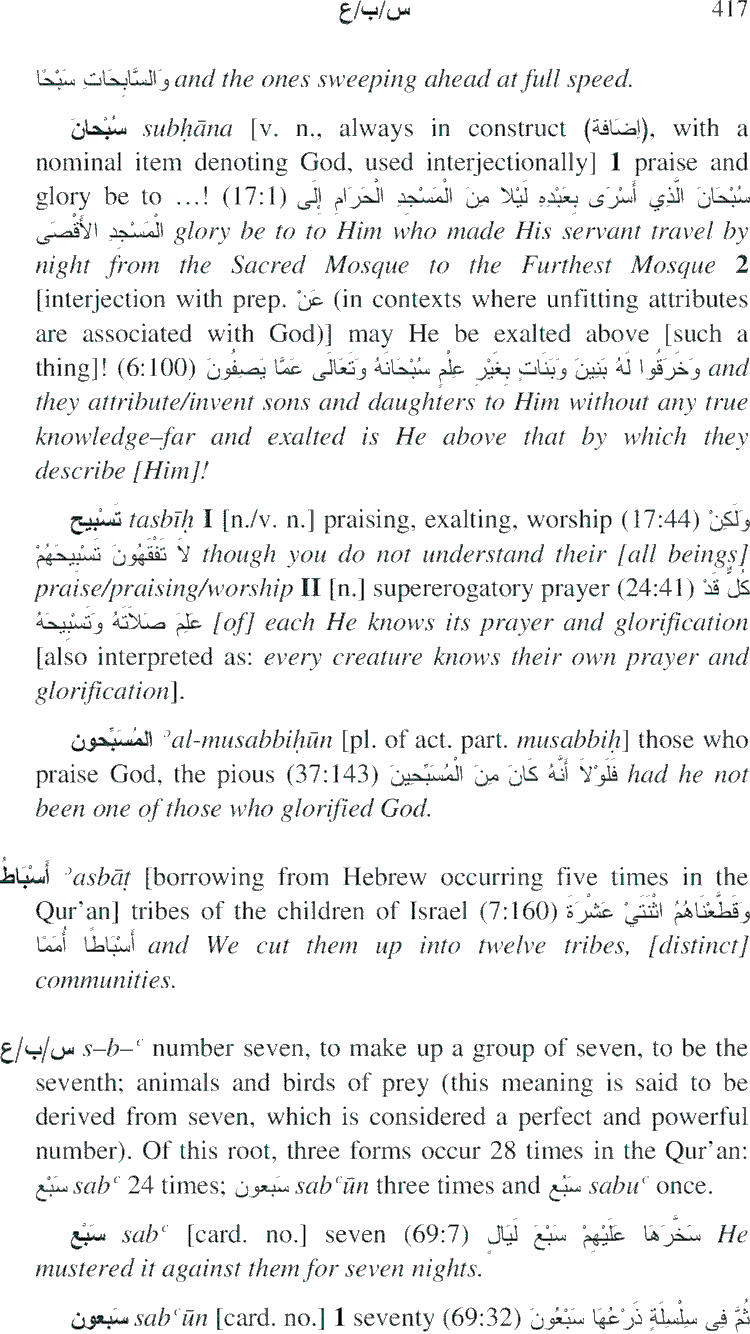 س/ب/ع 417
وَالسَّابِحَاتِ سَبْحًا and the ones sweeping ahead at full speed.
سُبْحانَ subḥāna [v. n., always in construct (إضافة), with a
nominal item denoting God, used interjectionally] 1 praise and
glory be to …! (17:1) سُبْحَانَ الَّذِي أَسْرَى بِعَبْدِهِ لَيْلا مِنَ الْمَسْجِدِ الْحَرَامِ إِلَى
الْمَسْجِدِ الأَقْصَى glory be to to Him who made His servant travel by
night from the Sacred Mosque to the Furthest Mosque 2
[interjection with prep. عَنْ (in contexts where unfitting attributes
are associated with God)] may He be exalted above [such a
thing]! (6:100) وَخَرَقُوا لَهُ بَنِينَ وَبَنَاتٍ بِغَيْرِ عِلْمٍ سُبْحَانَهُ وَتَعَالَى عَمَّا يَصِفُونَ and
they attribute/invent sons and daughters to Him without any true
knowledge–far and exalted is He above that by which they
describe [Him]!
تَسْبيح tasbīḥ I [n./v. n.] praising, exalting, worship (17:44) وَلَكِنْ
لاَ تَفْقَهُونَ تَسْبِيحَهُمْ though you do not understand their [all beings]
praise/praising/worship II [n.] supererogatory prayer (24:41) كُلٌّ قَدْ
عَلِمَ صَلاَتَهُ وَتَسْبِيحَهُ [of] each He knows its prayer and glorification
[also interpreted as: every creature knows their own prayer and
glorification].
المُسَبِّحون ʾal-musabbiḥūn [pl. of act. part. musabbiḥ] those who
praise God, the pious (37:143) فَلَوْلاَ أَنَّهُ كَانَ مِنَ الْمُسَبِّحِينَ had he not
been one of those who glorified God.
أَسْبَاطُ ʾasbāṭ [borrowing from Hebrew occurring five times in the
Qur’an] tribes of the children of Israel (7:160) وَقَطَّعْنَاهُمُ اثْنَتَيْ عَشْرَةَ
أَسْبَاطًا أُمَمًا and We cut them up into twelve tribes, [distinct]
communities.
س/ب/ع s–b–ʿ number seven, to make up a group of seven, to be the
seventh; animals and birds of prey (this meaning is said to be
derived from seven, which is considered a perfect and powerful
number). Of this root, three forms occur 28 times in the Qur’an:
سَبْع sabʿ 24 times; سَبعون sabʿūn three times and سَبُع sabuʿ once.
سَبْع sabʿ [card. no.] seven (69:7) سَخَّرَهَا عَلَيْهِمْ سَبْعَ لَيَالٍ He
mustered it against them for seven nights.
سَبعون sabʿūn [card. no.] 1 seventy (69:32) ثُمَّ فِي سِلْسِلَةٍ ذَرْعُهَا سَبْعُونَ